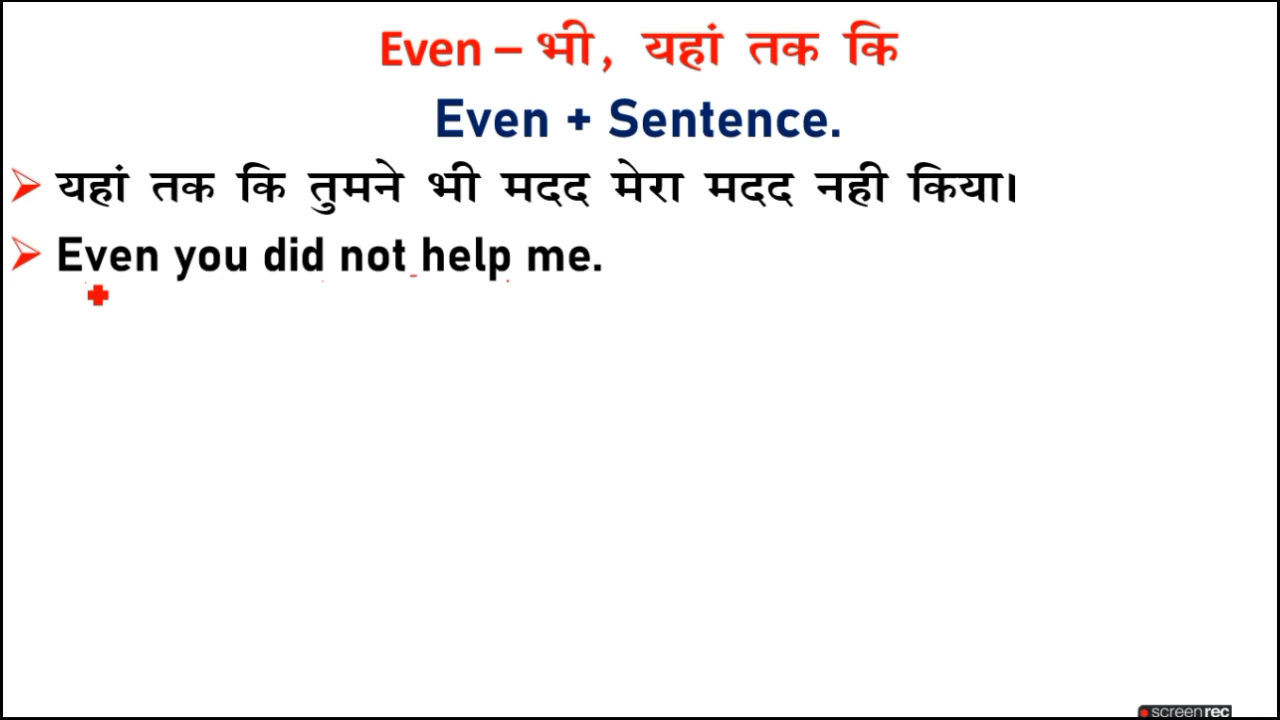 Even – भी, यहां तक कि
Even + Sentence.
यहां तक कि तुमने भी मदद मेरा मदद नही किया।
Even you did not help me.
screenrec